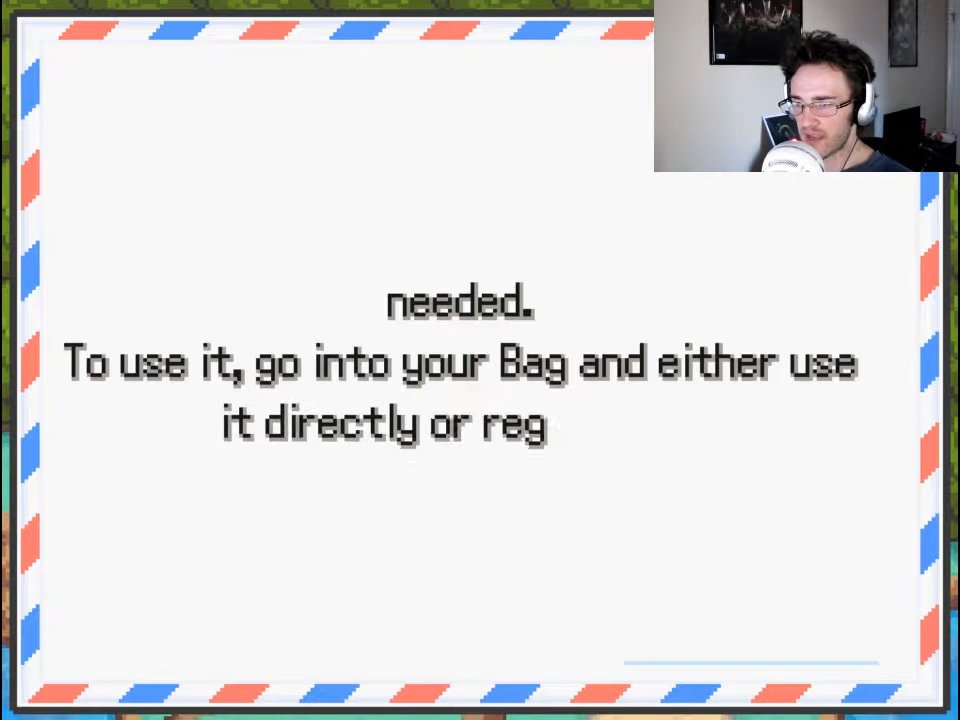 needed.
To use it, go into your Bag and either use
it directly or reg